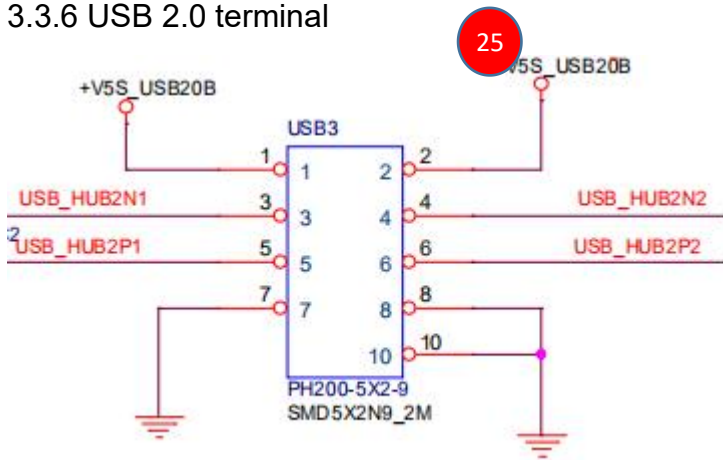 3.3.6 USB 2.0 terminal
25
+V5S_USB20B
V5S_USB20B
USB3
1 1 2 2
USB_HUB2N1 3 3 4 4 USB_HUB2N2
2
USB_HUB2P1 5 5 6 6 USB_HUB2P2
7 7 8 8
10 10
PH200-5X2-9
SMD5X2N9_2M